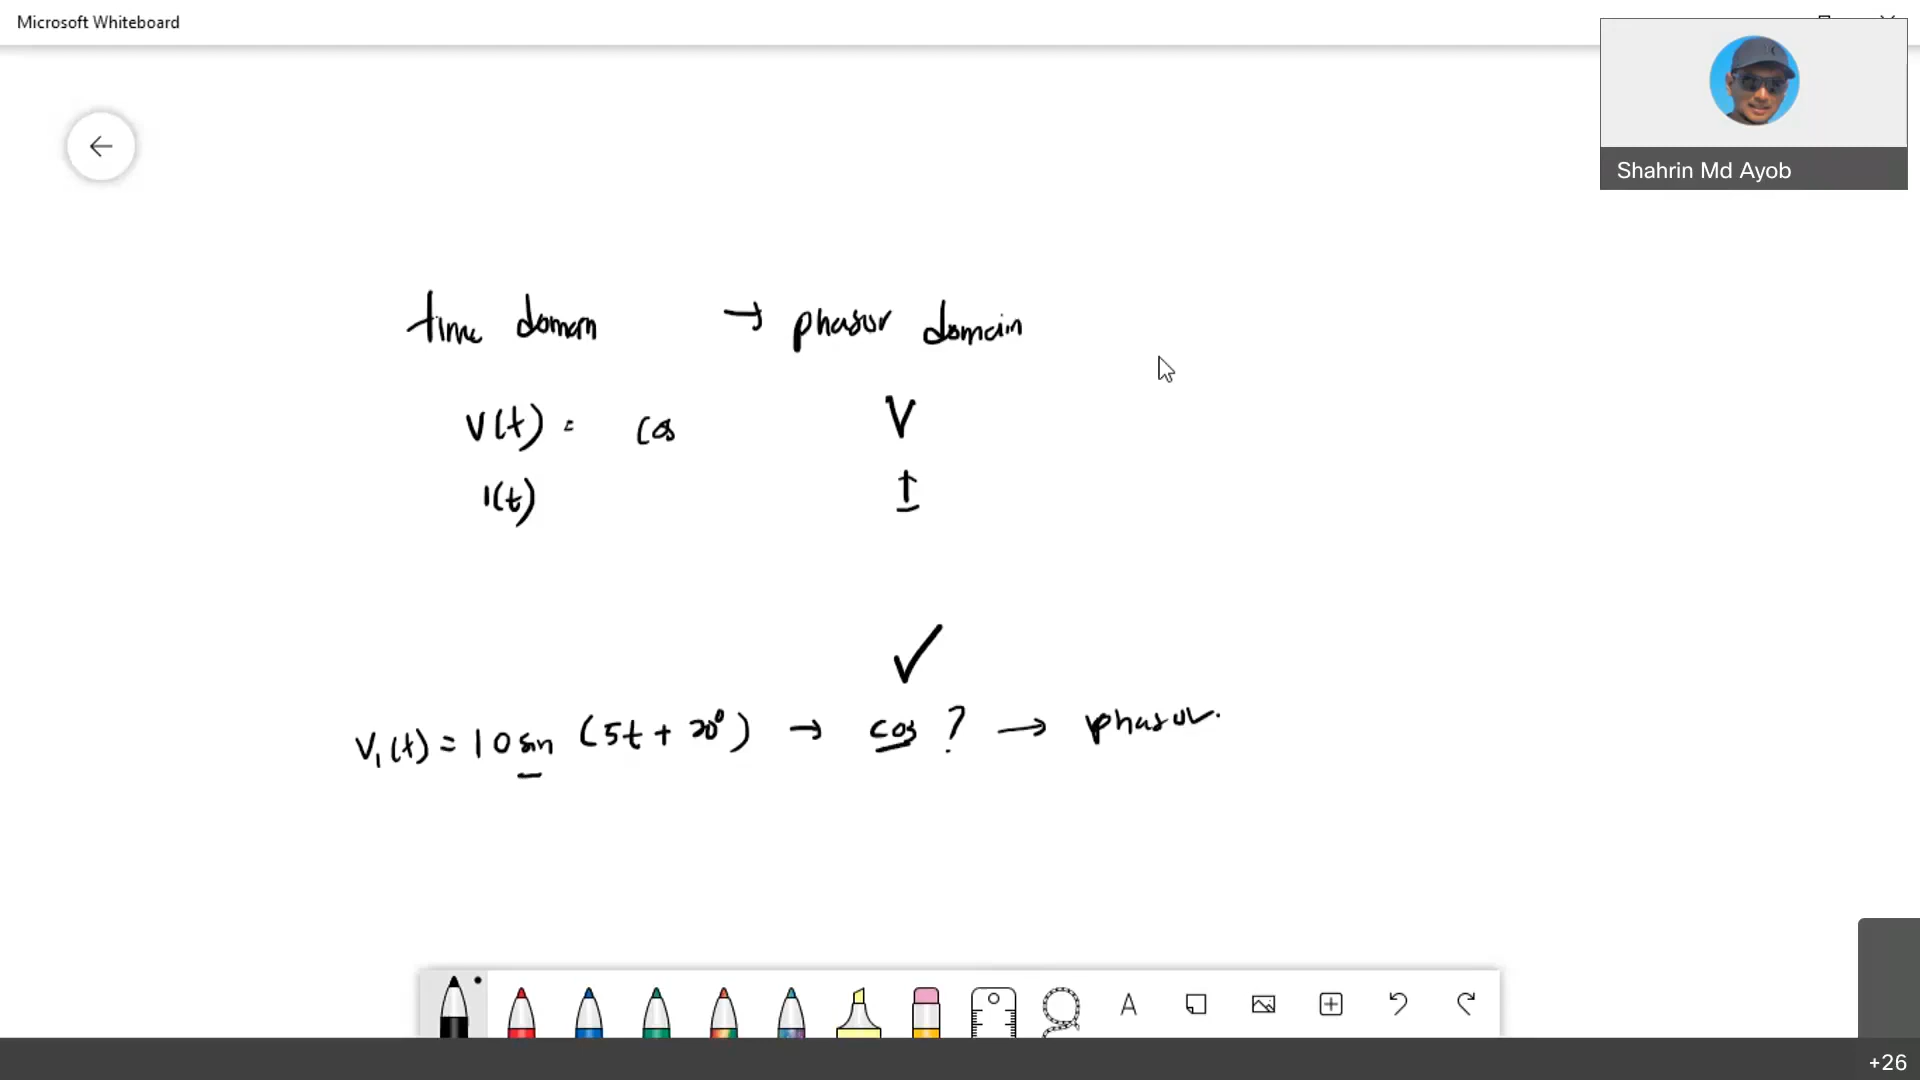 Microsoft Whiteboard
Shahrin Md Ayob
time domain → phasor domain
V(t) = cos V
i(t) I
✓
V₁(t) = 10 sin (5t + 20°) → cos ? → phasor.
A
+26